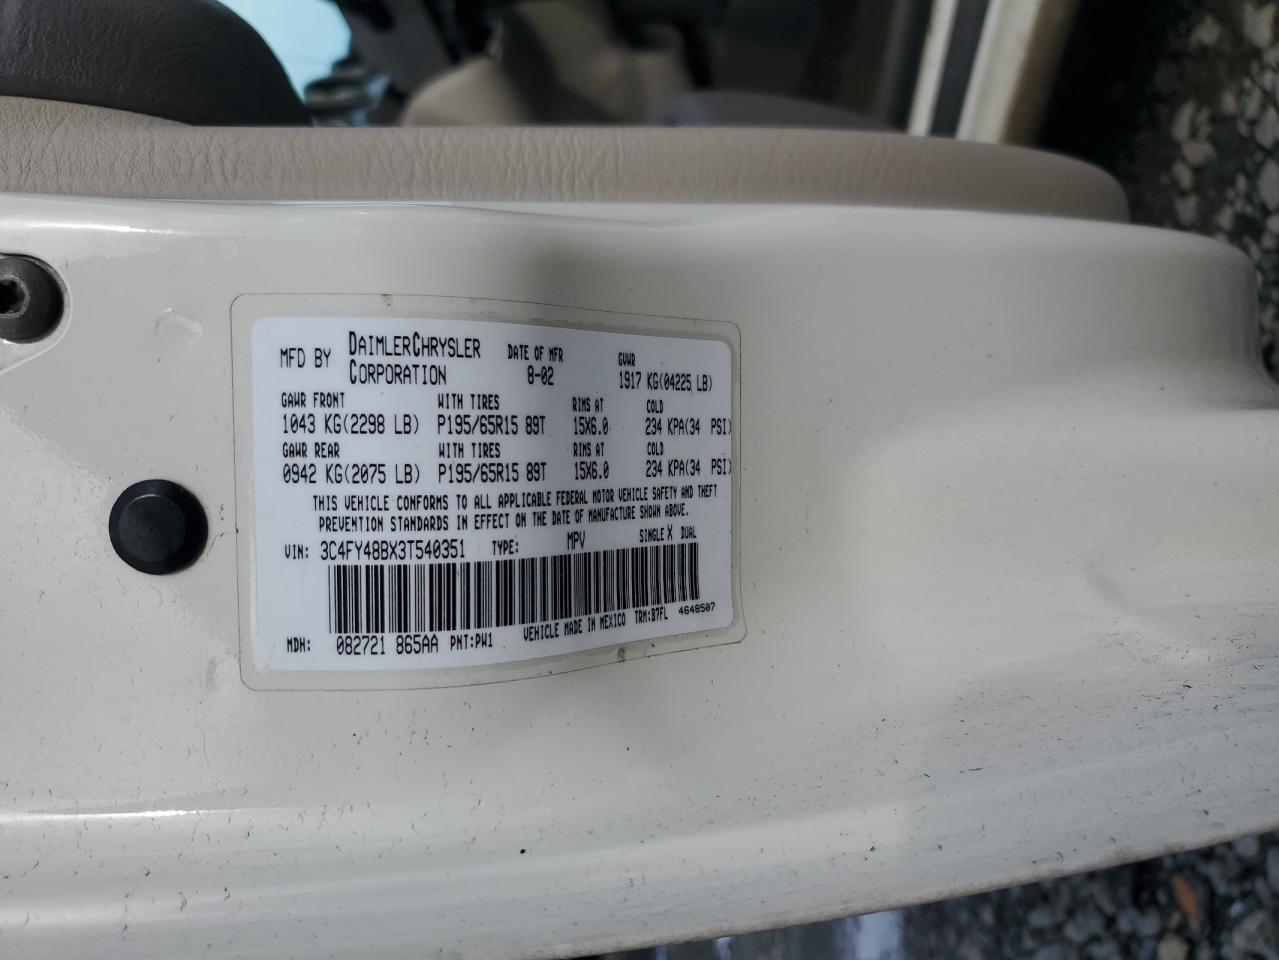 MFD BY DAIMLERCHRYSLER CORPORATION DATE OF MFR 8-02 GVWR 1917 KG(04225 LB)
GAWR FRONT WITH TIRES RIMS AT COLD
1043 KG(2298 LB) P195/65R15 89T 15X6.0 234 KPA(34 PSI)
GAWR REAR WITH TIRES RIMS AT COLD
0942 KG(2075 LB) P195/65R15 89T 15X6.0 234 KPA(34 PSI)
THIS VEHICLE CONFORMS TO ALL APPLICABLE FEDERAL MOTOR VEHICLE SAFETY AND THEFT
PREVENTION STANDARDS IN EFFECT ON THE DATE OF MANUFACTURE SHOWN ABOVE.
VIN: 3C4FY48BX3T540351 TYPE: MPV SINGLE X DUAL
MDH: 082721 865AA PNT:PW1 VEHICLE MADE IN MEXICO TRM:B7FL 4648507